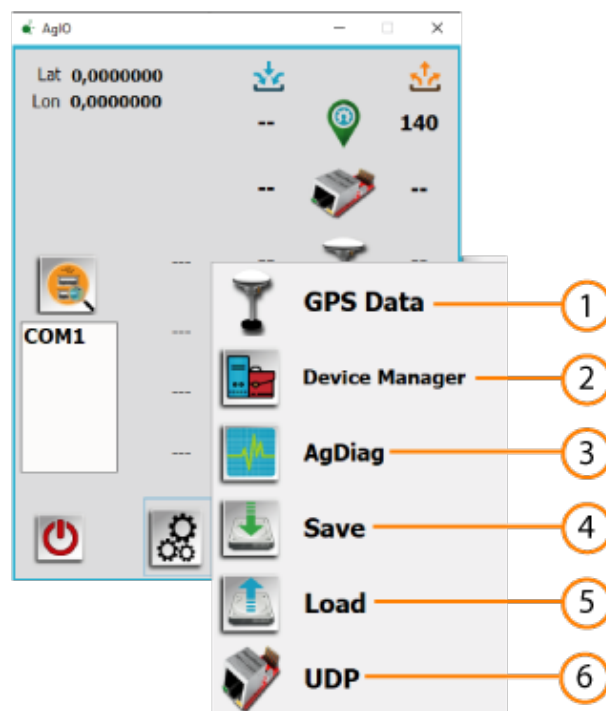 AgIO
Lat 0,0000000
Lon 0,0000000
-- 140
-- --
--- -- --
COM1
---
---
---
GPS Data 1
Device Manager 2
AgDiag 3
Save 4
Load 5
UDP 6